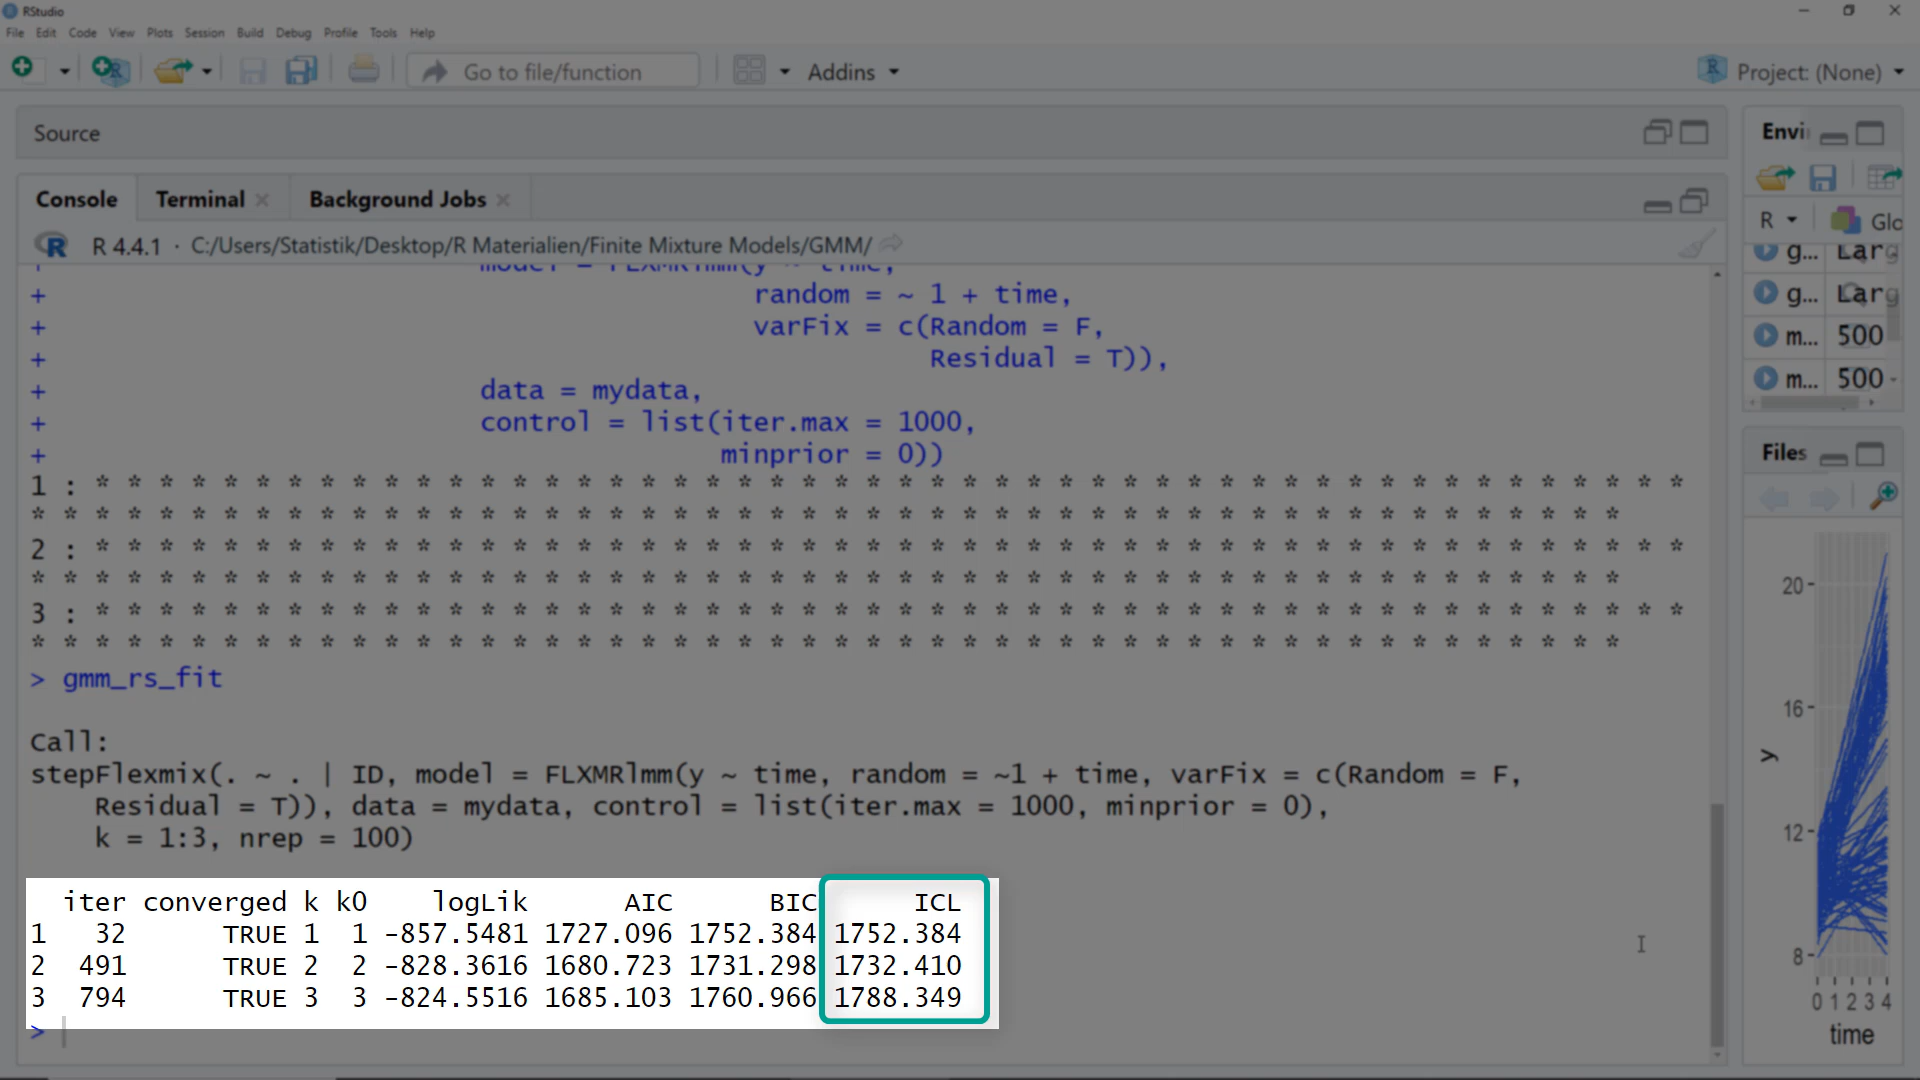 RStudio
File Edit Code View Plots Session Build Debug Profile Tools Help
Go to file/function Addins Project: (None)
Source
Console Terminal Background Jobs
R 4.4.1 · C:/Users/Statistik/Desktop/R Materialien/Finite Mixture Models/GMM/
+ model = FLXMRlmm(y ~ time,
+ random = ~ 1 + time,
+ varFix = c(Random = F,
+ Residual = T)),
+ data = mydata,
+ control = list(iter.max = 1000,
+ minprior = 0))
1 : * * * * * * * * * * * * * * * * * * * * * * * * * * * * * * * * * * * * * * * * * * * * * * * * * *
* * * * * * * * * * * * * * * * * * * * * * * * * * * * * * * * * * * * * * * * * * * * * * * * * *
2 : * * * * * * * * * * * * * * * * * * * * * * * * * * * * * * * * * * * * * * * * * * * * * * * * * *
* * * * * * * * * * * * * * * * * * * * * * * * * * * * * * * * * * * * * * * * * * * * * * * * * *
3 : * * * * * * * * * * * * * * * * * * * * * * * * * * * * * * * * * * * * * * * * * * * * * * * * * *
* * * * * * * * * * * * * * * * * * * * * * * * * * * * * * * * * * * * * * * * * * * * * * * * * *
> gmm_rs_fit
Call:
stepFlexmix(. ~ . | ID, model = FLXMRlmm(y ~ time, random = ~1 + time, varFix = c(Random = F,
Residual = T)), data = mydata, control = list(iter.max = 1000, minprior = 0),
k = 1:3, nrep = 100)
iter converged k k0 logLik AIC BIC ICL
1 32 TRUE 1 1 -857.5481 1727.096 1752.384 1752.384
2 491 TRUE 2 2 -828.3616 1680.723 1731.298 1732.410
3 794 TRUE 3 3 -824.5516 1685.103 1760.966 1788.349
>
Envi
R Glo
g... Larg
g... Larg
m... 500
m... 500
Files
20
16
12
8
y
0 1 2 3 4
time